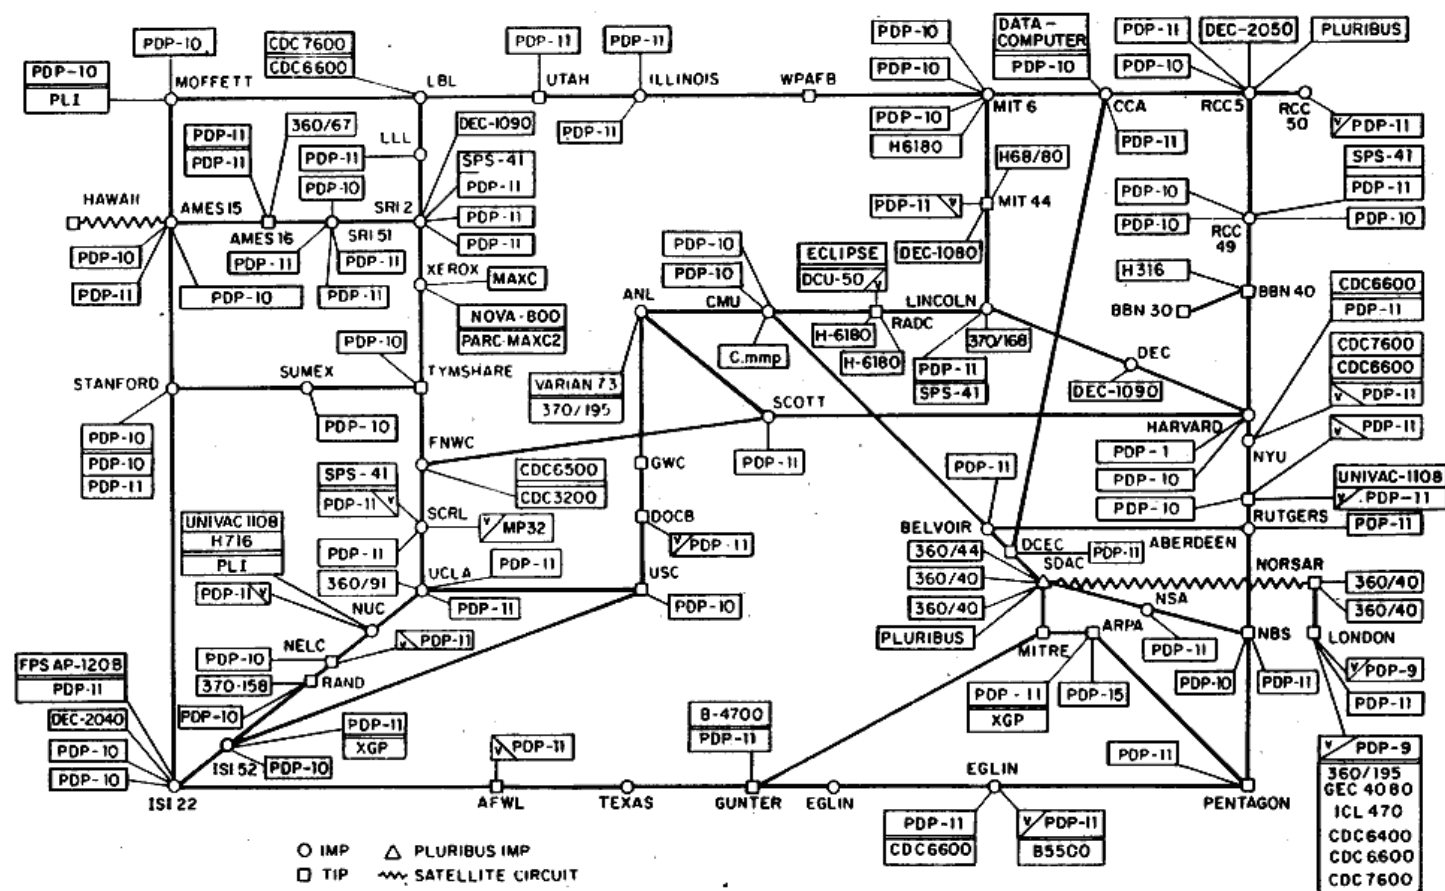 PDP-10
CDC7600
CDC6600
PDP-11
PDP-11
PDP-10
PDP-10
DATA-
COMPUTER
PDP-10
PDP-11
DEC-2050
PLURIBUS
PDP-10
PDP-10
PLI
MOFFETT
LBL
UTAH
ILLINOIS
WPAFB
MIT 6
CCA
RCC5
RCC
50
PDP-11
PDP-10
H6180
PDP-11
V PDP-11
PDP-11
PDP-11
360/67
LLL
PDP-11
DEC-1090
SPS-41
PDP-11
H68/80
SPS-41
PDP-11
PDP-10
PDP-10
PDP-10
PDP-10
RCC
49
HAWAII
AMES 15
AMES 16
SRI 51
SRI 2
PDP-11
PDP-11
PDP-11 V
MIT 44
PDP-10
PDP-11
PDP-11
PDP-11
PDP-10
XEROX
MAXC
NOVA-800
PARC-MAXC2
PDP-10
PDP-10
DEC-1080
ECLIPSE
DCU-50 V
H316
BBN 40
BBN 30
CDC6600
PDP-11
ANL
CMU
RADC
LINCOLN
C.mmp
H-6180
H-6180
370/168
PDP-11
SPS-41
DEC
DEC-1090
CDC7600
CDC6600
V PDP-11
V PDP-11
PDP-10
STANFORD
SUMEX
TYMSHARE
VARIAN 73
370/195
SCOTT
HARVARD
PDP-10
PDP-10
PDP-11
PDP-10
FNWC
CDC6500
CDC3200
GWC
PDP-11
PDP-1
PDP-10
PDP-10
NYU
SPS-41
PDP-11 V
SCRL
V MP32
DOCB
V PDP-11
PDP-11
BELVOIR
UNIVAC-1108
V PDP-11
RUTGERS
PDP-11
ABERDEEN
UNIVAC 1108
H716
PLI
PDP-11 V
PDP-11
360/91
UCLA
PDP-11
PDP-11
USC
PDP-10
DCEC
PDP-11
SDAC
360/44
360/40
360/40
PLURIBUS
NORSAR
360/40
360/40
NSA
PDP-11
NUC
NELC
V PDP-11
PDP-10
370-158
RAND
PDP-10
MITRE
ARPA
PDP-11
XGP
PDP-15
NBS
PDP-10
PDP-11
LONDON
V PDP-9
PDP-11
FPS AP-120B
PDP-11
DEC-2040
PDP-10
PDP-10
ISI 22
ISI 52
PDP-11
XGP
PDP-10
V PDP-11
AFWL
TEXAS
B-4700
PDP-11
GUNTER
EGLIN
EGLIN
PDP-11
CDC6600
V PDP-11
B5500
PDP-11
PENTAGON
V PDP-9
360/195
GEC 4080
ICL 470
CDC6400
CDC6600
CDC7600
IMP
PLURIBUS IMP
TIP
SATELLITE CIRCUIT